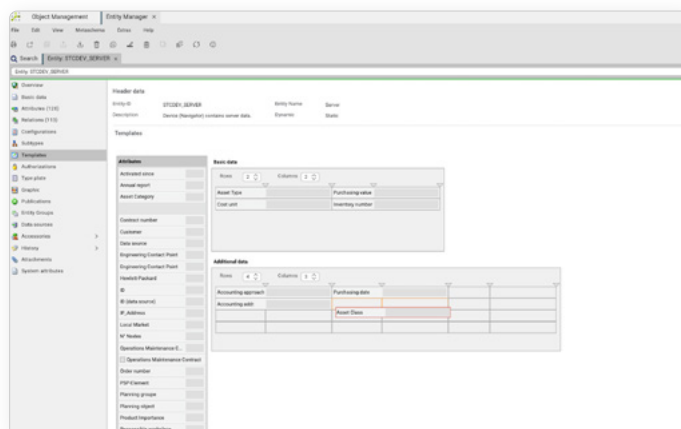 Object Management
Entity Manager ×
File Edit View Metaschema Extras Help
Search Entity: STCDEV_SERVER ×
Entity: STCDEV_SERVER
Overview
Basic data
Attributes (128)
Relations (113)
Configurations
Subtypes
Templates
Authorizations
Type plate
Graphic
Publications
Entity Groups
Data sources
Accessories
History
Attachments
System attributes
Header data
Entity-ID STCDEV_SERVER Entity Name Server
Description Device (Navigator) contains server data. Dynamic Static
Templates
Attributes
Activated since
Annual report
Asset Category
Contract number
Customer
Data source
Engineering Contact Point
Engineering Contact Point
Hewlett-Packard
ID
ID (data source)
IP_Address
Local Market
N° Nodes
Operations Maintenance C...
Operations Maintenance Contract
Order number
PSP-Element
Planning groups
Planning object
Product Importance
Basic data
Rows 2 Columns 2
Asset Type Purchasing value
Cost unit Inventory number
Additional data
Rows 4 Columns 3
Accounting approach Purchasing date
Accounting addr.
Asset Class